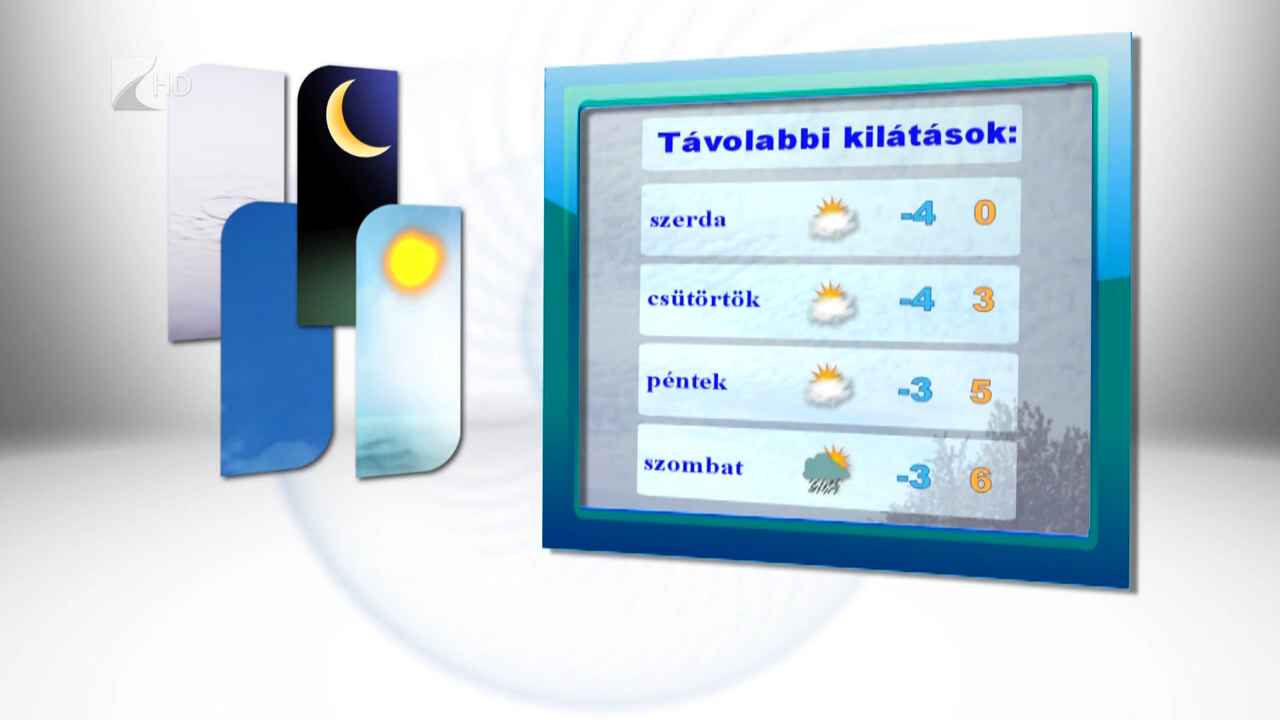 HD
Távolabbi kilátások:
szerda -4 0
csütörtök -4 3
péntek -3 5
szombat -3 6